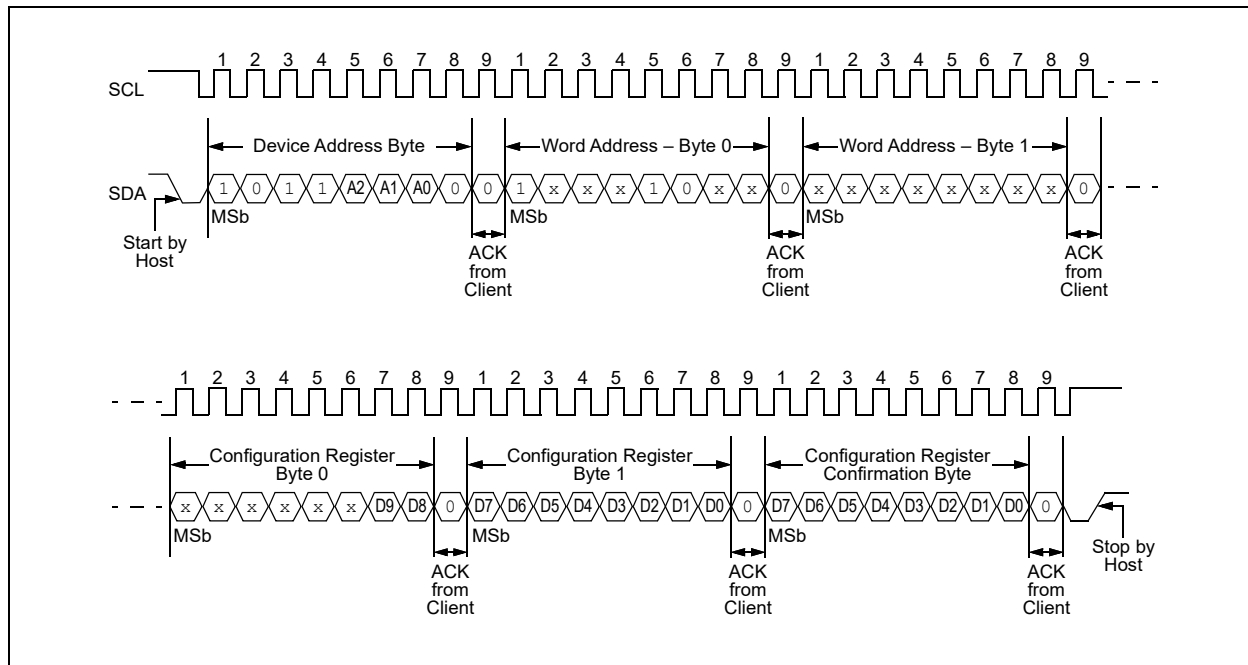 1 2 3 4 5 6 7 8 9 1 2 3 4 5 6 7 8 9 1 2 3 4 5 6 7 8 9
SCL
Device Address Byte Word Address – Byte 0 Word Address – Byte 1
SDA 1 0 1 1 A2 A1 A0 0 0 1 x x x 1 0 x x 0 x x x x x x x x 0
MSb MSb MSb
Start by
Host
ACK
from
Client
ACK
from
Client
ACK
from
Client
1 2 3 4 5 6 7 8 9 1 2 3 4 5 6 7 8 9 1 2 3 4 5 6 7 8 9
Configuration Register
Byte 0
Configuration Register
Byte 1
Configuration Register
Confirmation Byte
x x x x x x D9 D8 0 D7 D6 D5 D4 D3 D2 D1 D0 0 D7 D6 D5 D4 D3 D2 D1 D0 0
MSb MSb MSb
Stop by
Host
ACK
from
Client
ACK
from
Client
ACK
from
Client